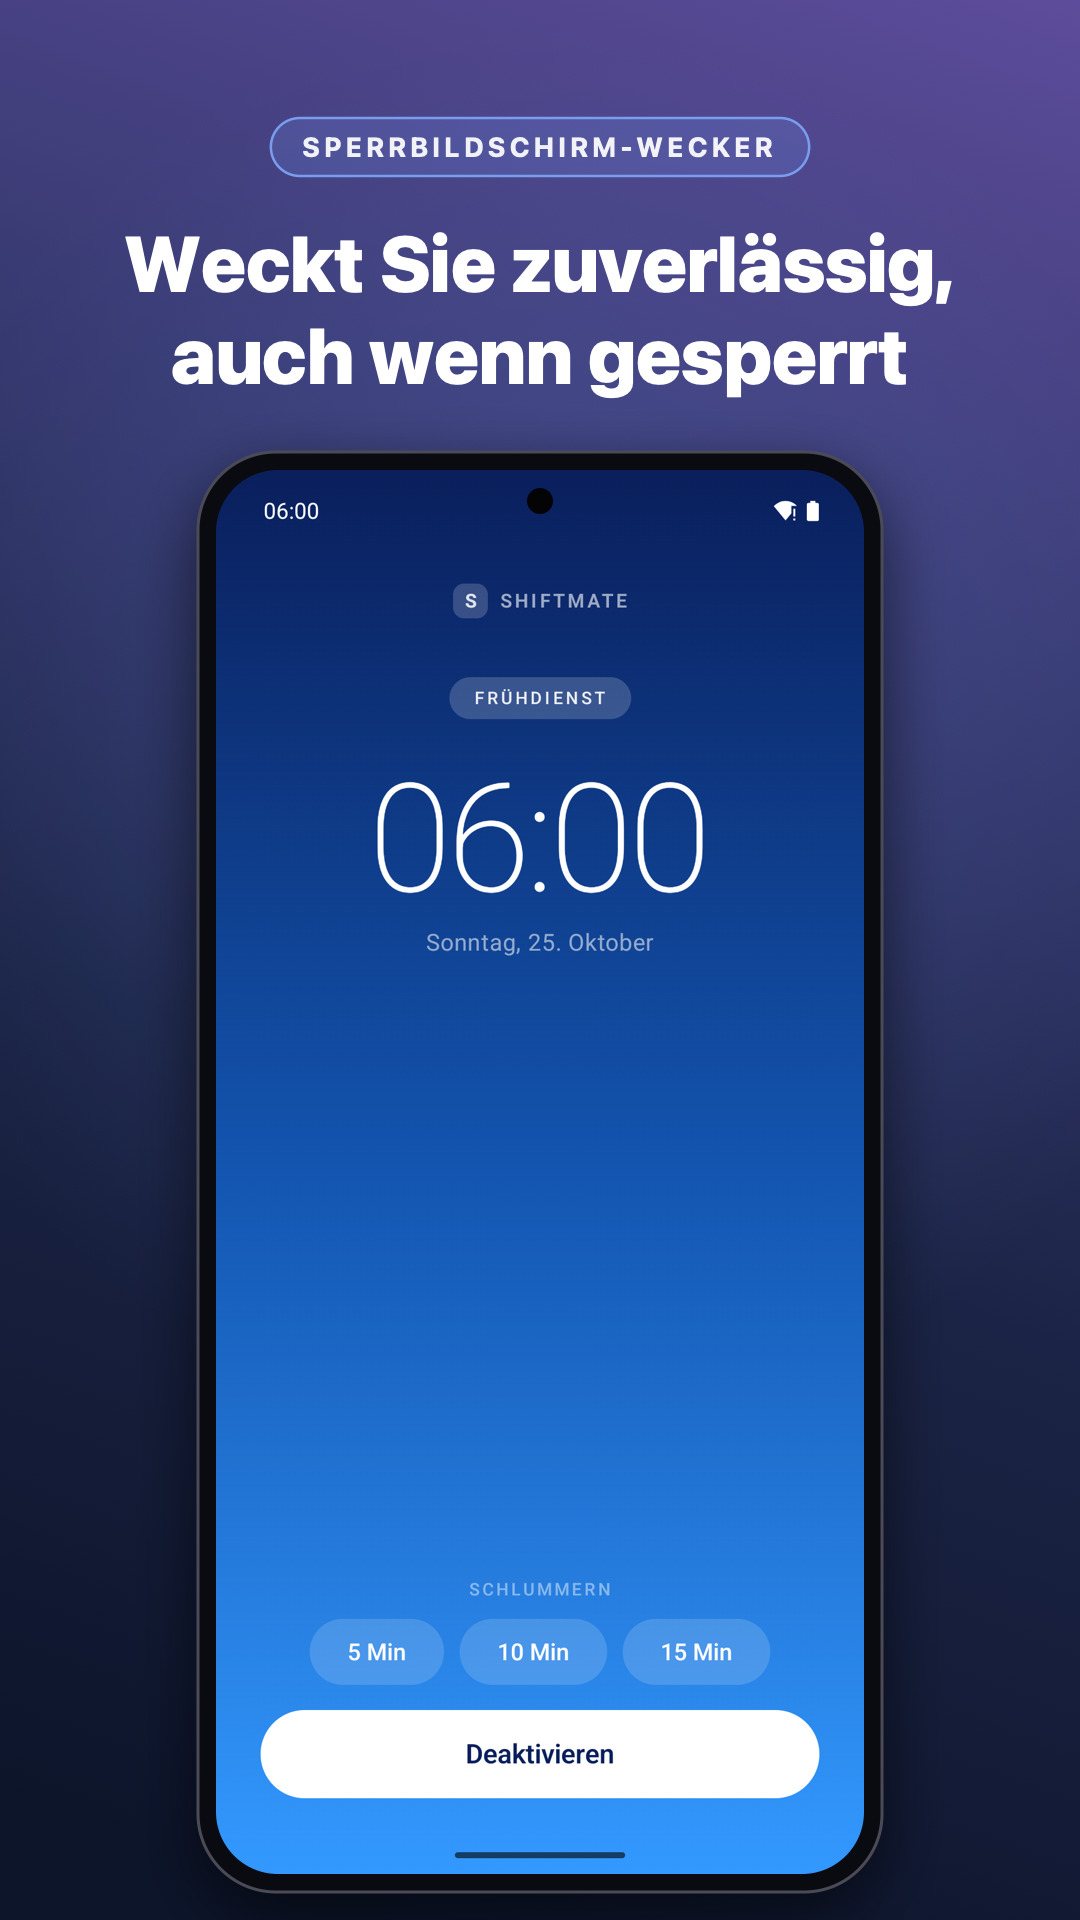 SPERRBILDSCHIRM-WECKER
Weckt Sie zuverlässig,
auch wenn gesperrt
06:00
S SHIFTMATE
FRÜHDIENST
06:00
Sonntag, 25. Oktober
SCHLUMMERN
5 Min 10 Min 15 Min
Deaktivieren